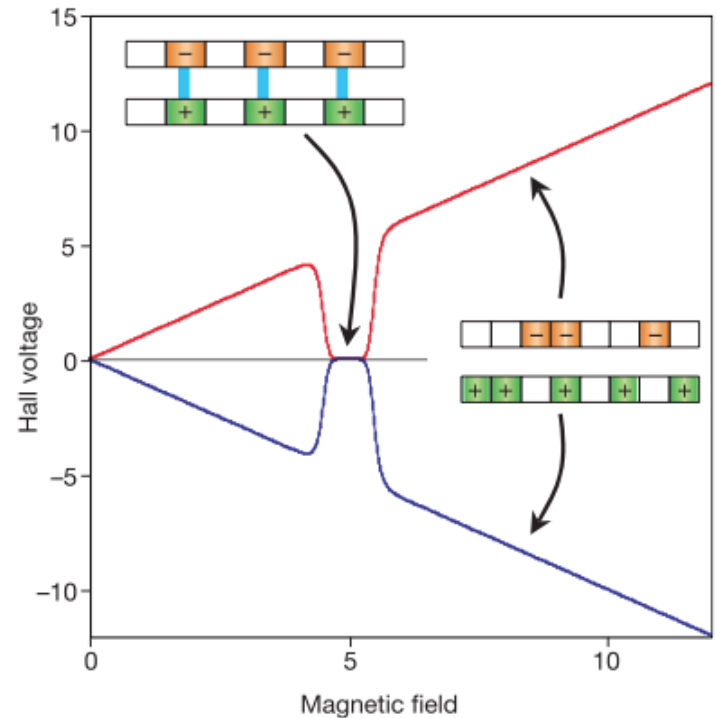 15
− − −
+ + +
10
5
− − −
0
+ + + + +
Hall voltage
−5
−10
0 5 10
Magnetic field